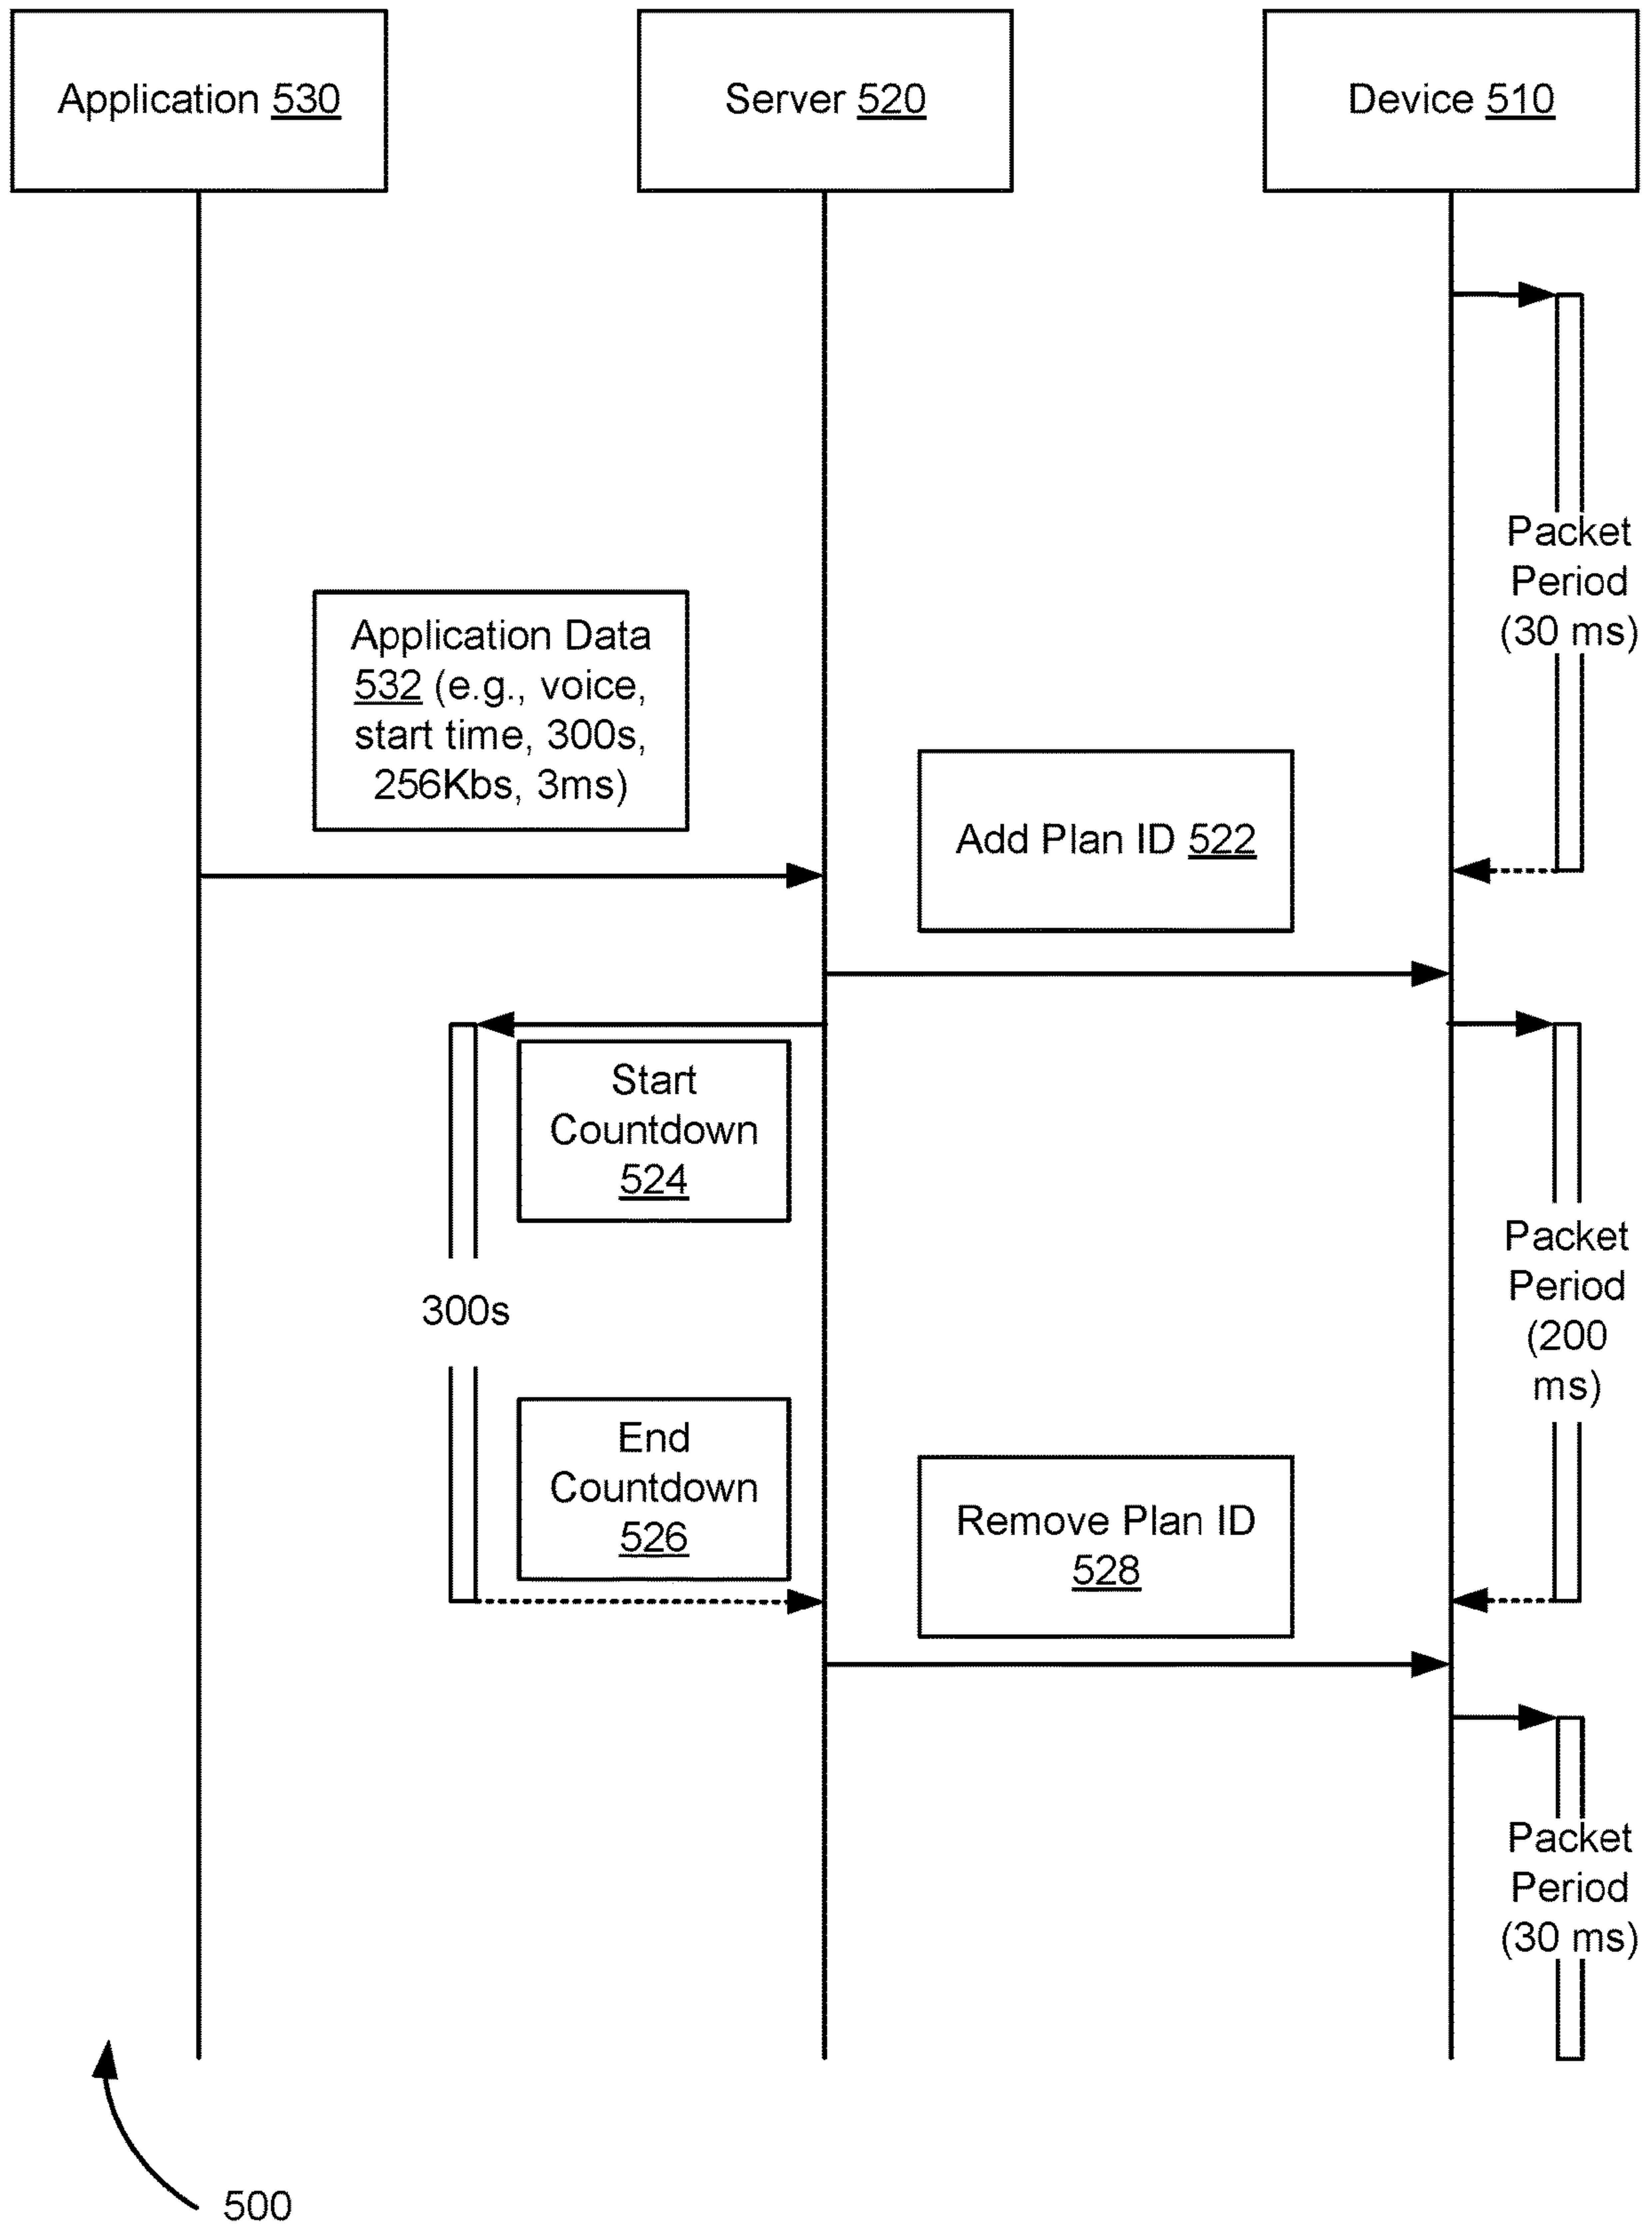 Application 530
Server 520
Device 510
Packet
Period
(30 ms)
Application Data
532 (e.g., voice,
start time, 300s,
256Kbs, 3ms)
Add Plan ID 522
Start
Countdown
524
300s
Packet
Period
(200
ms)
End
Countdown
526
Remove Plan ID
528
Packet
Period
(30 ms)
500